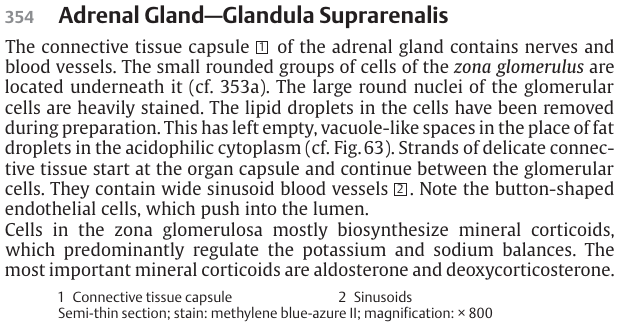 354 Adrenal Gland—Glandula Suprarenalis
The connective tissue capsule 1 of the adrenal gland contains nerves and
blood vessels. The small rounded groups of cells of the zona glomerulus are
located underneath it (cf. 353a). The large round nuclei of the glomerular
cells are heavily stained. The lipid droplets in the cells have been removed
during preparation. This has left empty, vacuole-like spaces in the place of fat
droplets in the acidophilic cytoplasm (cf. Fig. 63). Strands of delicate connec-
tive tissue start at the organ capsule and continue between the glomerular
cells. They contain wide sinusoid blood vessels 2. Note the button-shaped
endothelial cells, which push into the lumen.
Cells in the zona glomerulosa mostly biosynthesize mineral corticoids,
which predominantly regulate the potassium and sodium balances. The
most important mineral corticoids are aldosterone and deoxycorticosterone.
1 Connective tissue capsule 2 Sinusoids
Semi-thin section; stain: methylene blue-azure II; magnification: × 800